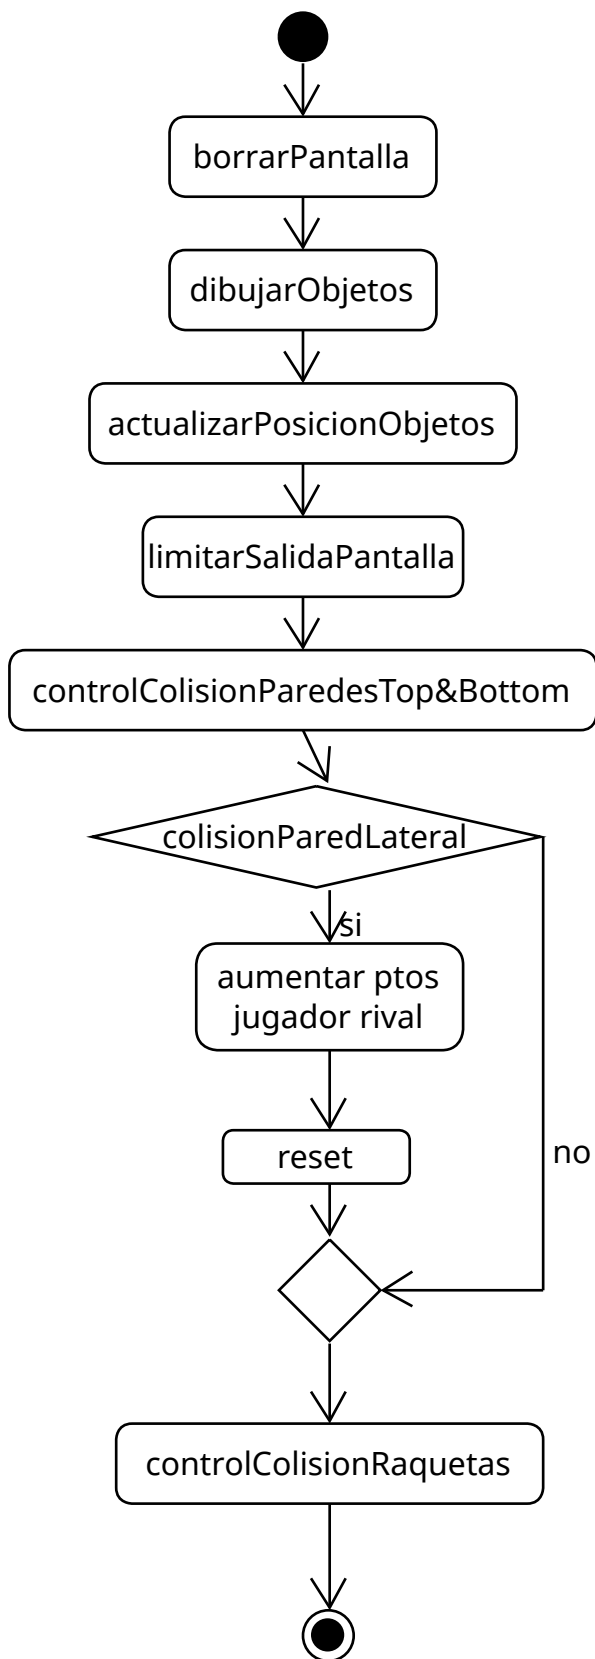 borrarPantalla
dibujarObjetos
actualizarPosicionObjetos
limitarSalidaPantalla
controlColisionParedesTop&Bottom
colisionParedLateral
si
aumentar ptos
jugador rival
reset
no
controlColisionRaquetas